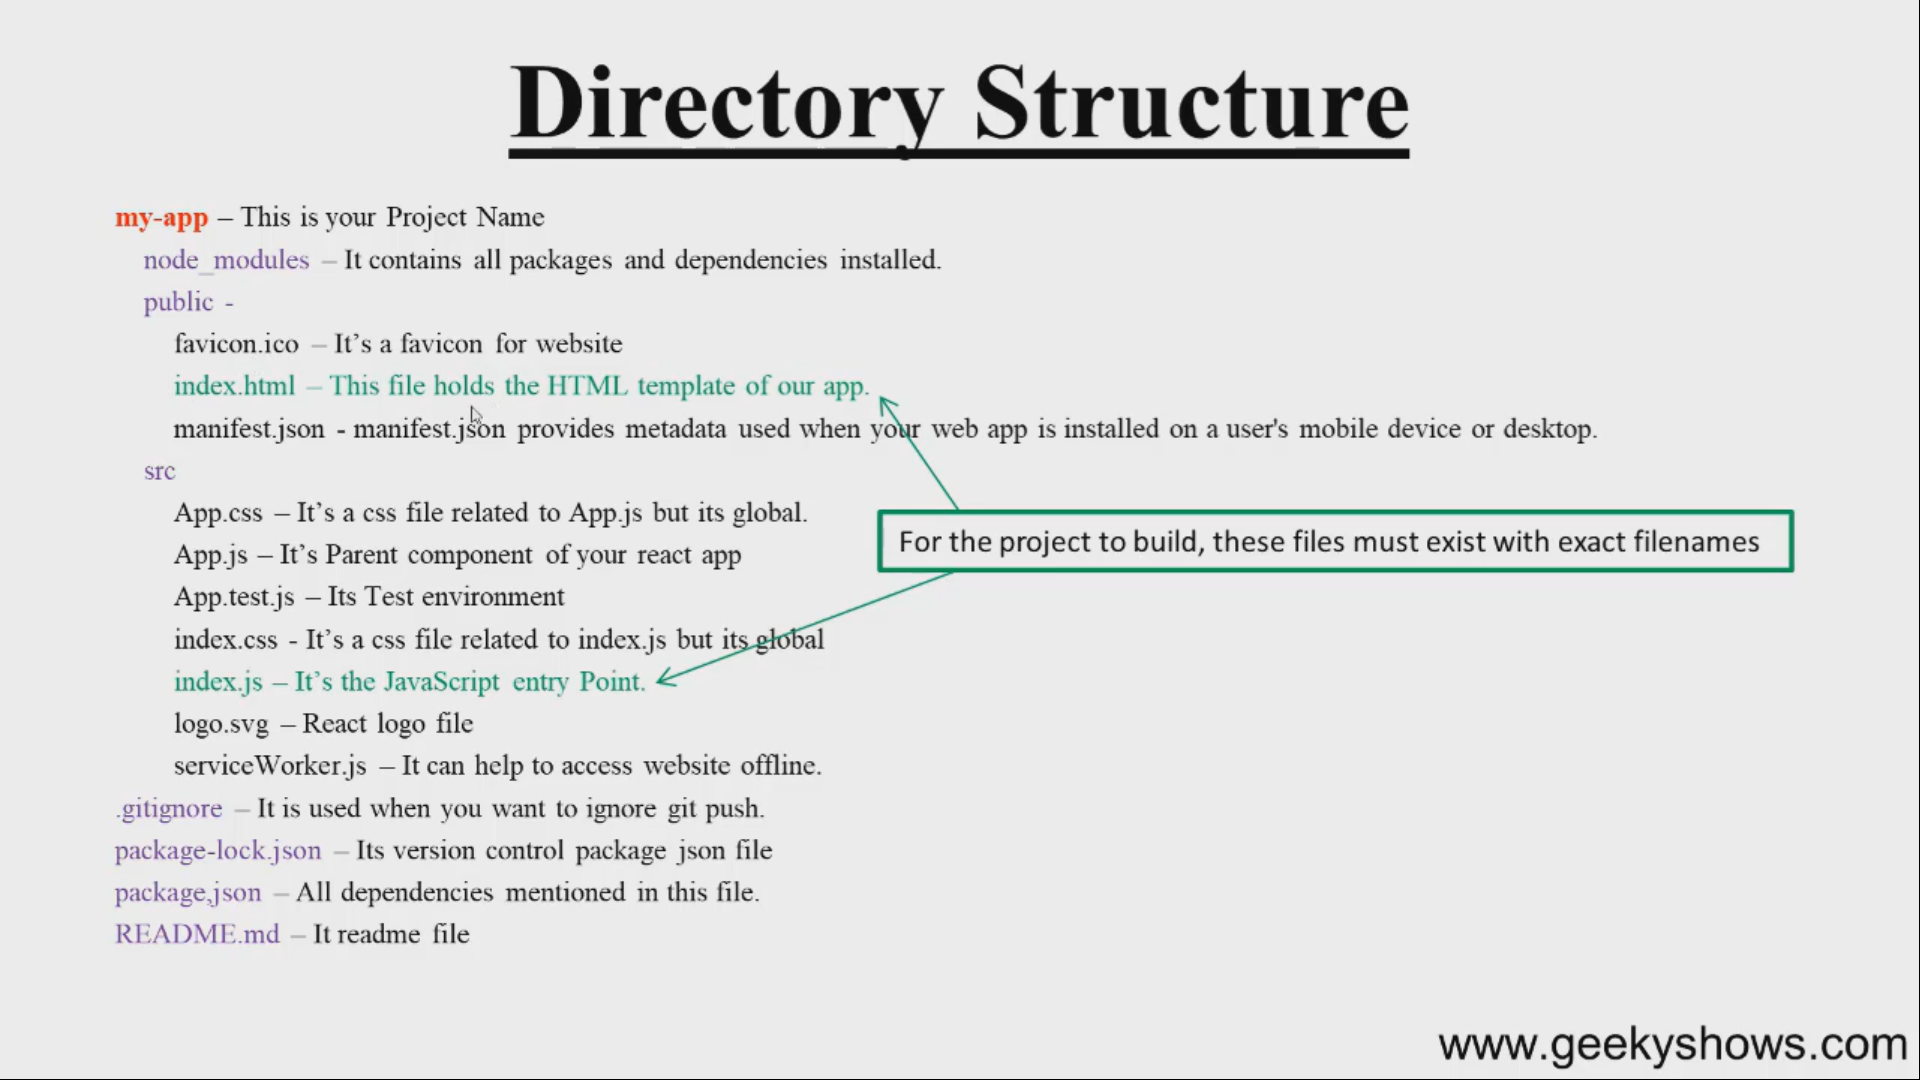 Directory Structure
my-app – This is your Project Name
node_modules – It contains all packages and dependencies installed.
public -
favicon.ico – It’s a favicon for website
index.html – This file holds the HTML template of our app.
manifest.json - manifest.json provides metadata used when your web app is installed on a user's mobile device or desktop.
src
App.css – It’s a css file related to App.js but its global.
For the project to build, these files must exist with exact filenames
App.js – It’s Parent component of your react app
App.test.js – Its Test environment
index.css - It’s a css file related to index.js but its global
index.js – It’s the JavaScript entry Point.
logo.svg – React logo file
serviceWorker.js – It can help to access website offline.
.gitignore – It is used when you want to ignore git push.
package-lock.json – Its version control package json file
package,json – All dependencies mentioned in this file.
README.md – It readme file
www.geekyshows.com